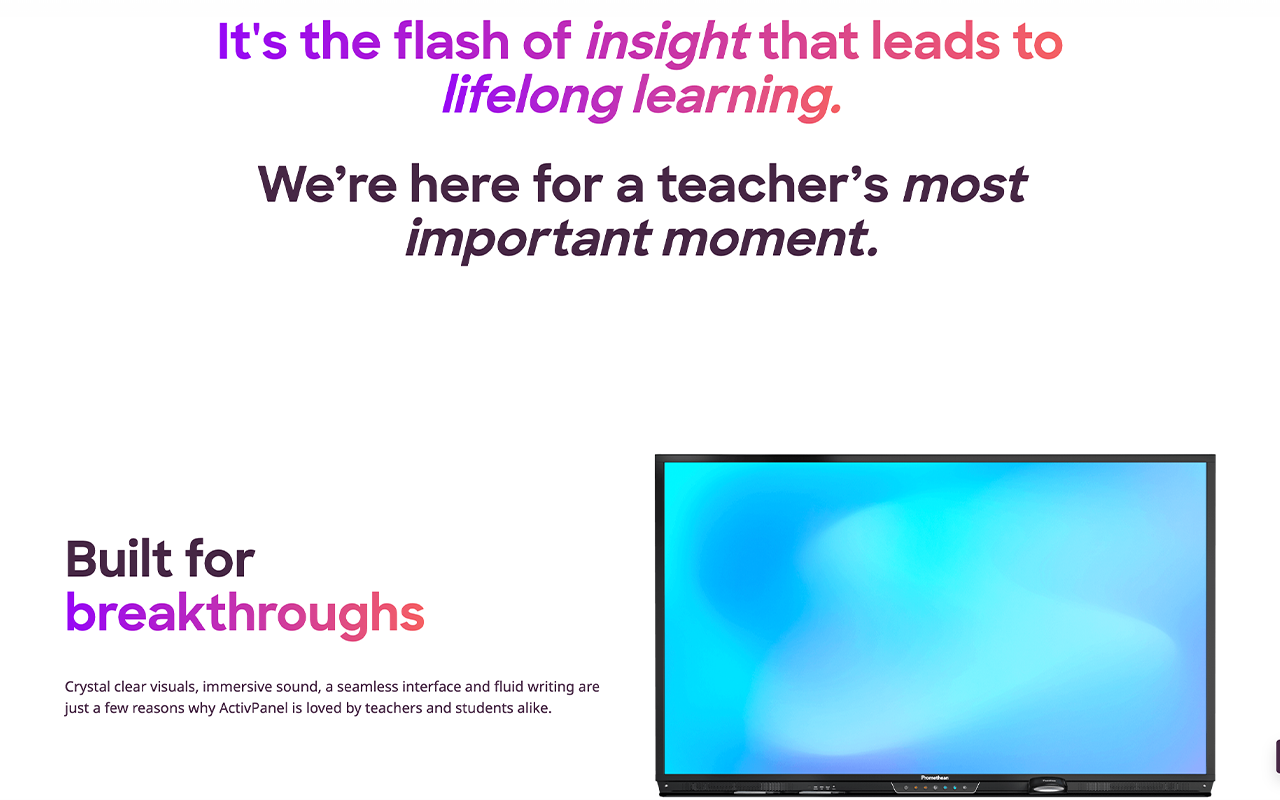 It's the flash of insight that leads to
lifelong learning.
We’re here for a teacher’s most
important moment.
Built for
breakthroughs
Crystal clear visuals, immersive sound, a seamless interface and fluid writing are
just a few reasons why ActivPanel is loved by teachers and students alike.
Promethean